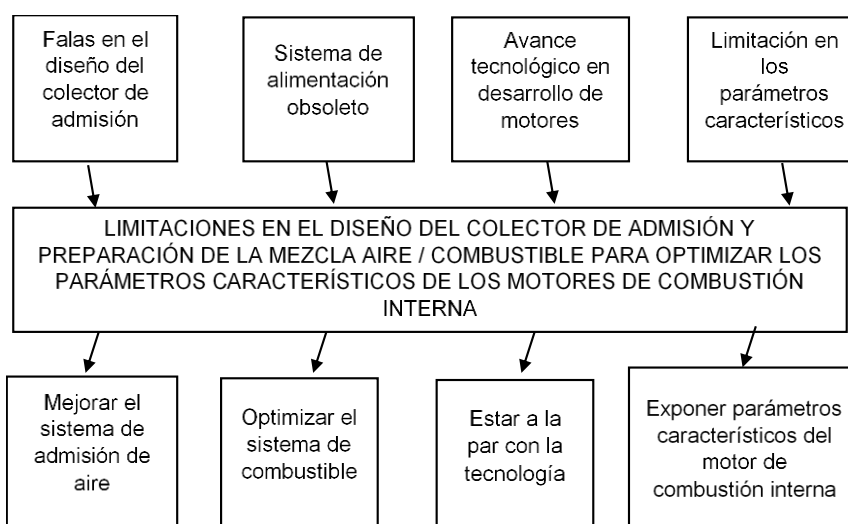 Falas en el
diseño del
colector de
admisión
Sistema de
alimentación
obsoleto
Avance
tecnológico en
desarrollo de
motores
Limitación en
los
parámetros
característicos
LIMITACIONES EN EL DISEÑO DEL COLECTOR DE ADMISIÓN Y
PREPARACIÓN DE LA MEZCLA AIRE / COMBUSTIBLE PARA OPTIMIZAR LOS
PARÁMETROS CARACTERÍSTICOS DE LOS MOTORES DE COMBUSTIÓN
INTERNA
Mejorar el
sistema de
admisión de
aire
Optimizar el
sistema de
combustible
Estar a la
par con la
tecnología
Exponer parámetros
característicos del
motor de
combustión interna